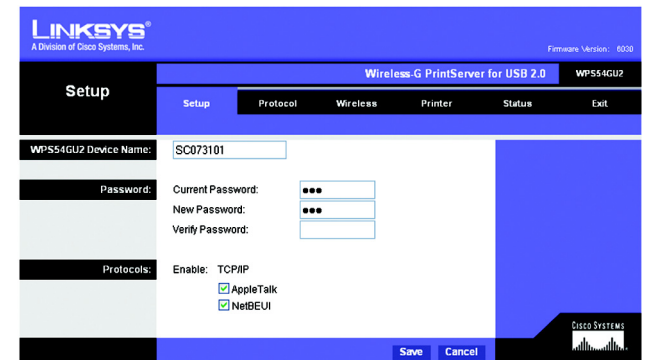 LINKSYS®
A Division of Cisco Systems, Inc.
Firmware Version: 6030
Setup
Wireless-G PrintServer for USB 2.0
WPS54GU2
Setup
Protocol
Wireless
Printer
Status
Exit
WPS54GU2 Device Name:
SC073101
Password:
Current Password:
New Password:
Verify Password:
Protocols:
Enable: TCP/IP
AppleTalk
NetBEUI
Save
Cancel
CISCO SYSTEMS